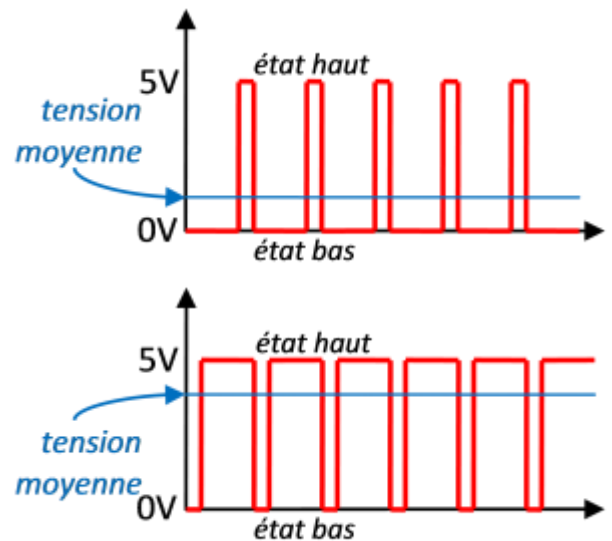 état haut
5V
tension
moyenne
0V
état bas
état haut
5V
tension
moyenne
0V
état bas